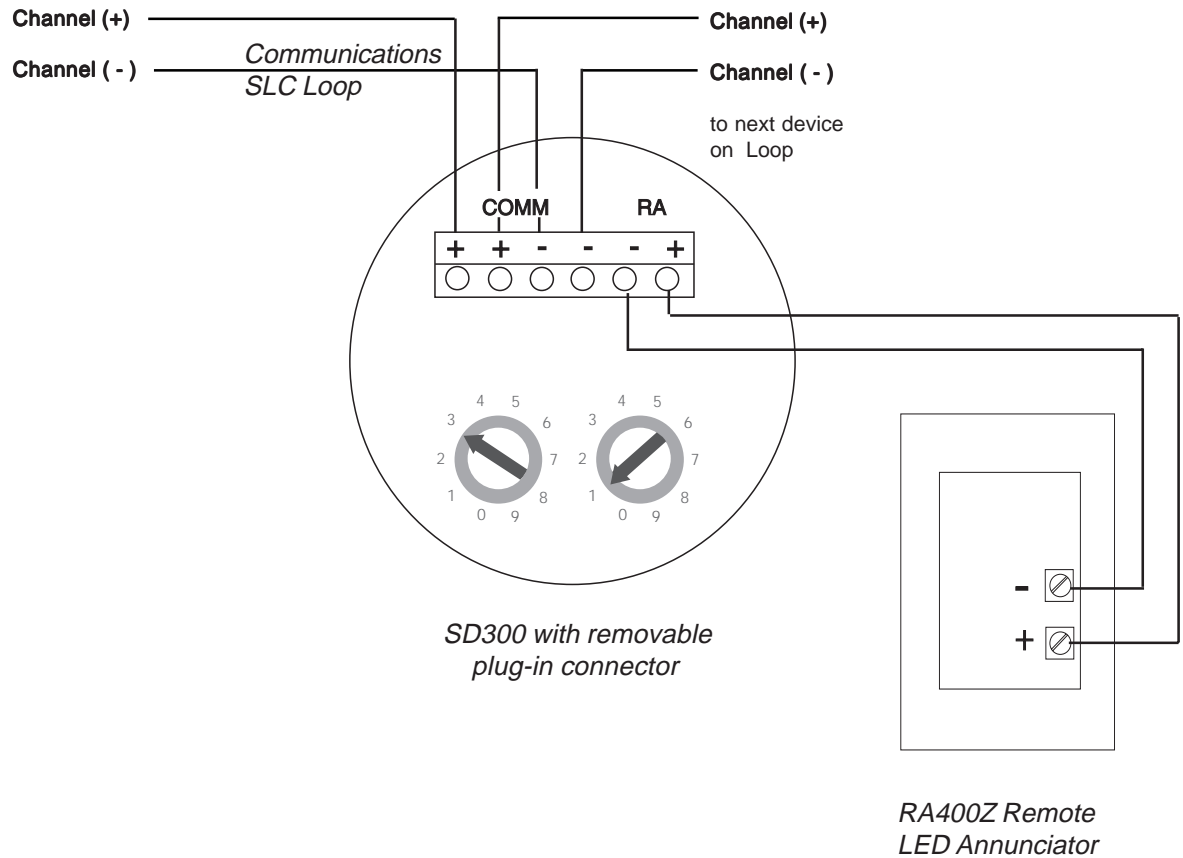 Channel (+)
Channel ( - )
Communications
SLC Loop
Channel (+)
Channel ( - )
to next device
on Loop
COMM RA
+ + - - - +
4 5
3 6
2 7
1 8
0 9
4 5
3 6
2 7
1 8
0 9
-
+
SD300 with removable
plug-in connector
RA400Z Remote
LED Annunciator